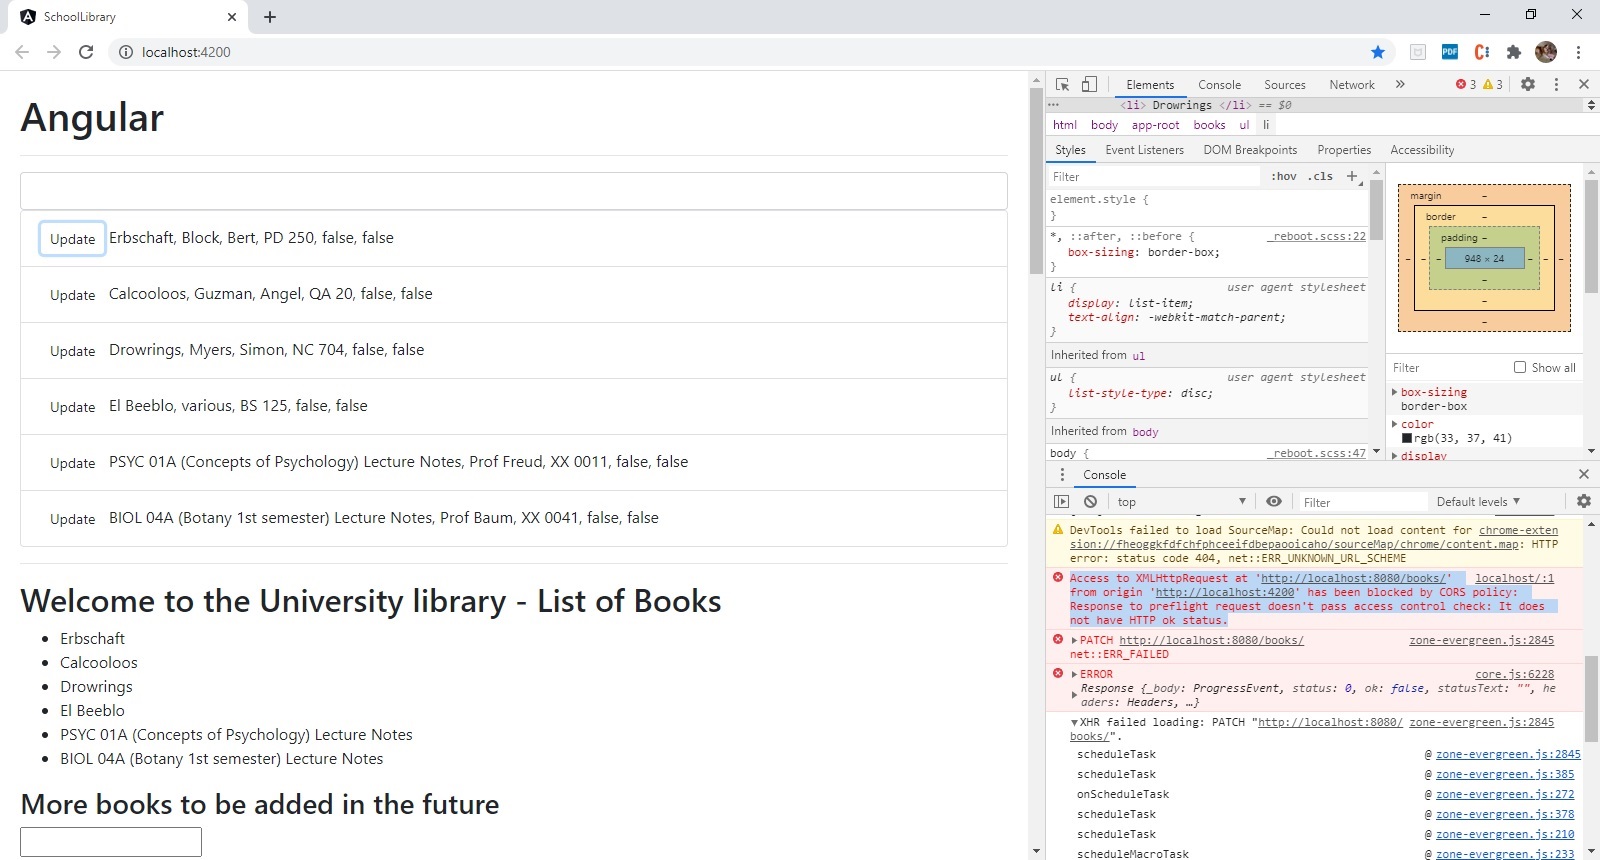 SchoolLibrary
localhost:4200
Angular
Update Erbschaft, Block, Bert, PD 250, false, false
Update Calcooloos, Guzman, Angel, QA 20, false, false
Update Drowrings, Myers, Simon, NC 704, false, false
Update El Beeblo, various, BS 125, false, false
Update PSYC 01A (Concepts of Psychology) Lecture Notes, Prof Freud, XX 0011, false, false
Update BIOL 04A (Botany 1st semester) Lecture Notes, Prof Baum, XX 0041, false, false
Welcome to the University library - List of Books
Erbschaft
Calcooloos
Drowrings
El Beeblo
PSYC 01A (Concepts of Psychology) Lecture Notes
BIOL 04A (Botany 1st semester) Lecture Notes
More books to be added in the future
PDF
Elements Console Sources Network » 3 3
... <li> Drowrings </li> == $0
html body app-root books ul li
Styles Event Listeners DOM Breakpoints Properties Accessibility
Filter :hov .cls +
element.style {
}
*, ::after, ::before { _reboot.scss:22
box-sizing: border-box;
}
li { user agent stylesheet
display: list-item;
text-align: -webkit-match-parent;
}
Inherited from ul
ul { user agent stylesheet
list-style-type: disc;
}
Inherited from body
body { _reboot.scss:47
margin –
border –
padding –
– – – 948 × 24 – – –
–
–
–
Filter Show all
box-sizing
border-box
color
rgb(33, 37, 41)
display
Console
top Filter Default levels
DevTools failed to load SourceMap: Could not load content for chrome-exten
sion://fheoggkfdfchfphceeifdbepaooicaho/sourceMap/chrome/content.map: HTTP
error: status code 404, net::ERR_UNKNOWN_URL_SCHEME
Access to XMLHttpRequest at 'http://localhost:8080/books/' localhost/:1
from origin 'http://localhost:4200' has been blocked by CORS policy:
Response to preflight request doesn't pass access control check: It does
not have HTTP ok status.
PATCH http://localhost:8080/books/ zone-evergreen.js:2845
net::ERR_FAILED
ERROR core.js:6228
Response {_body: ProgressEvent, status: 0, ok: false, statusText: "", he
aders: Headers, …}
XHR failed loading: PATCH "http://localhost:8080/ zone-evergreen.js:2845
books/".
scheduleTask @ zone-evergreen.js:2845
scheduleTask @ zone-evergreen.js:385
onScheduleTask @ zone-evergreen.js:272
scheduleTask @ zone-evergreen.js:378
scheduleTask @ zone-evergreen.js:210
scheduleMacroTask @ zone-evergreen.js:233